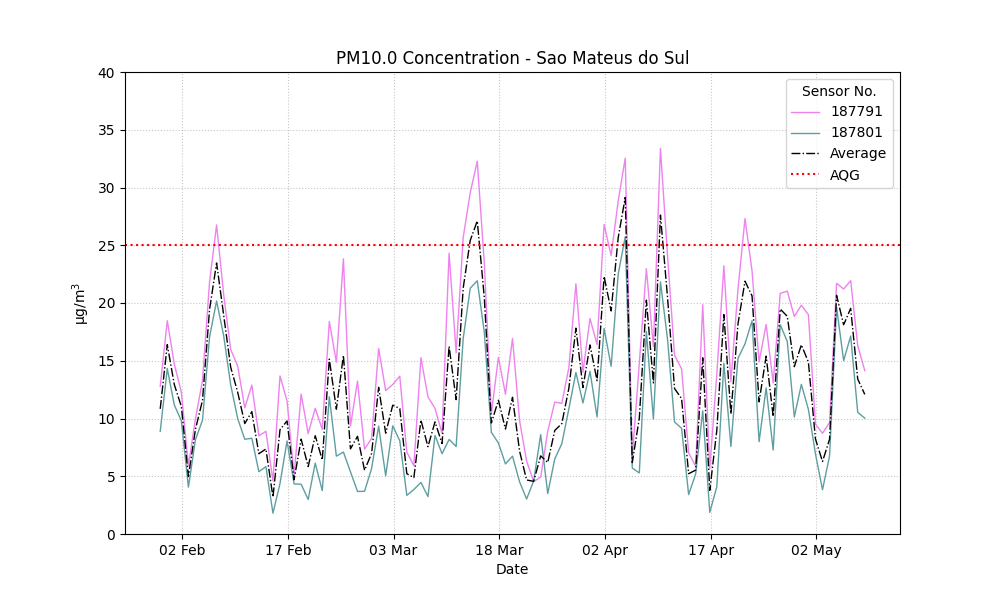 PM10.0 Concentration - Sao Mateus do Sul
40
35
30
25
20
15
10
5
0
µg/m³
Sensor No.
187791
187801
Average
AQG
02 Feb
17 Feb
03 Mar
18 Mar
02 Apr
17 Apr
02 May
Date